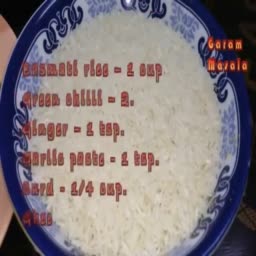 Garam
Masala
Basmati rice - 1 cup
Green chilli - 2.
Ginger - 1 tsp.
Garlic paste - 1 tsp.
Curd - 1/4 cup.